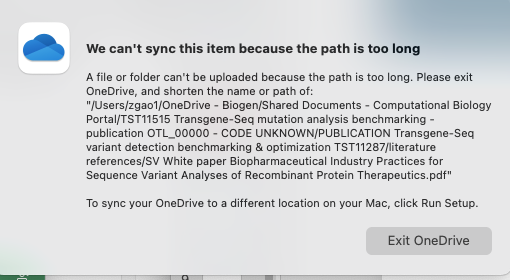 We can't sync this item because the path is too long
A file or folder can't be uploaded because the path is too long. Please exit
OneDrive, and shorten the name or path of:
"/Users/zgao1/OneDrive - Biogen/Shared Documents - Computational Biology
Portal/TST11515 Transgene-Seq mutation analysis benchmarking -
publication OTL_00000 - CODE UNKNOWN/PUBLICATION Transgene-Seq
variant detection benchmarking & optimization TST11287/literature
references/SV White paper Biopharmaceutical Industry Practices for
Sequence Variant Analyses of Recombinant Protein Therapeutics.pdf"
To sync your OneDrive to a different location on your Mac, click Run Setup.
Exit OneDrive